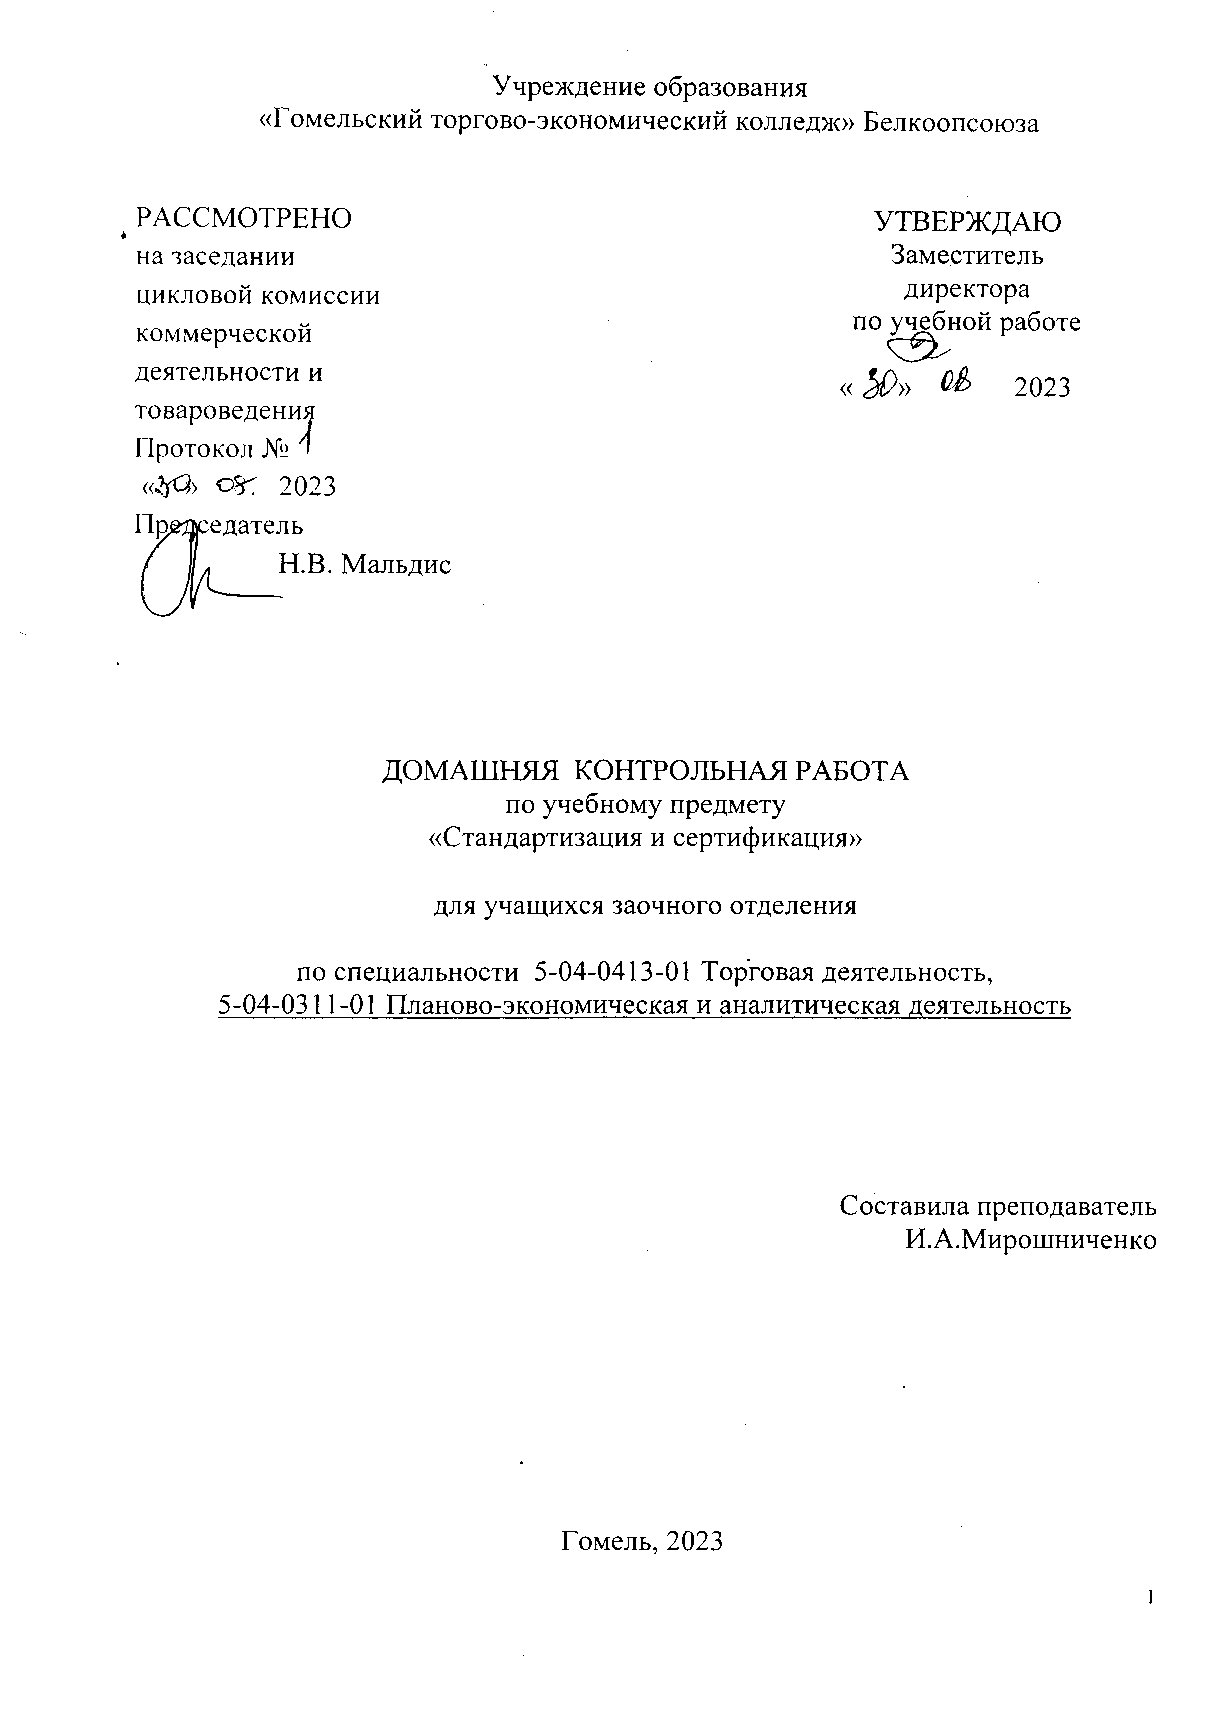 Учреждение образования
«Гомельский торгово-экономический колледж» Белкоопсоюза
РАССМОТРЕНО
на заседании
цикловой комиссии
коммерческой
деятельности и
товароведения
Протокол № 1
«30» 08. 2023
Председатель
Н.В. Мальдис
УТВЕРЖДАЮ
Заместитель
директора
по учебной работе
«30» 08 2023
ДОМАШНЯЯ КОНТРОЛЬНАЯ РАБОТА
по учебному предмету
«Стандартизация и сертификация»
для учащихся заочного отделения
по специальности 5-04-0413-01 Торговая деятельность,
5-04-0311-01 Планово-экономическая и аналитическая деятельность
Составила преподаватель
И.А.Мирошниченко
Гомель, 2023
1